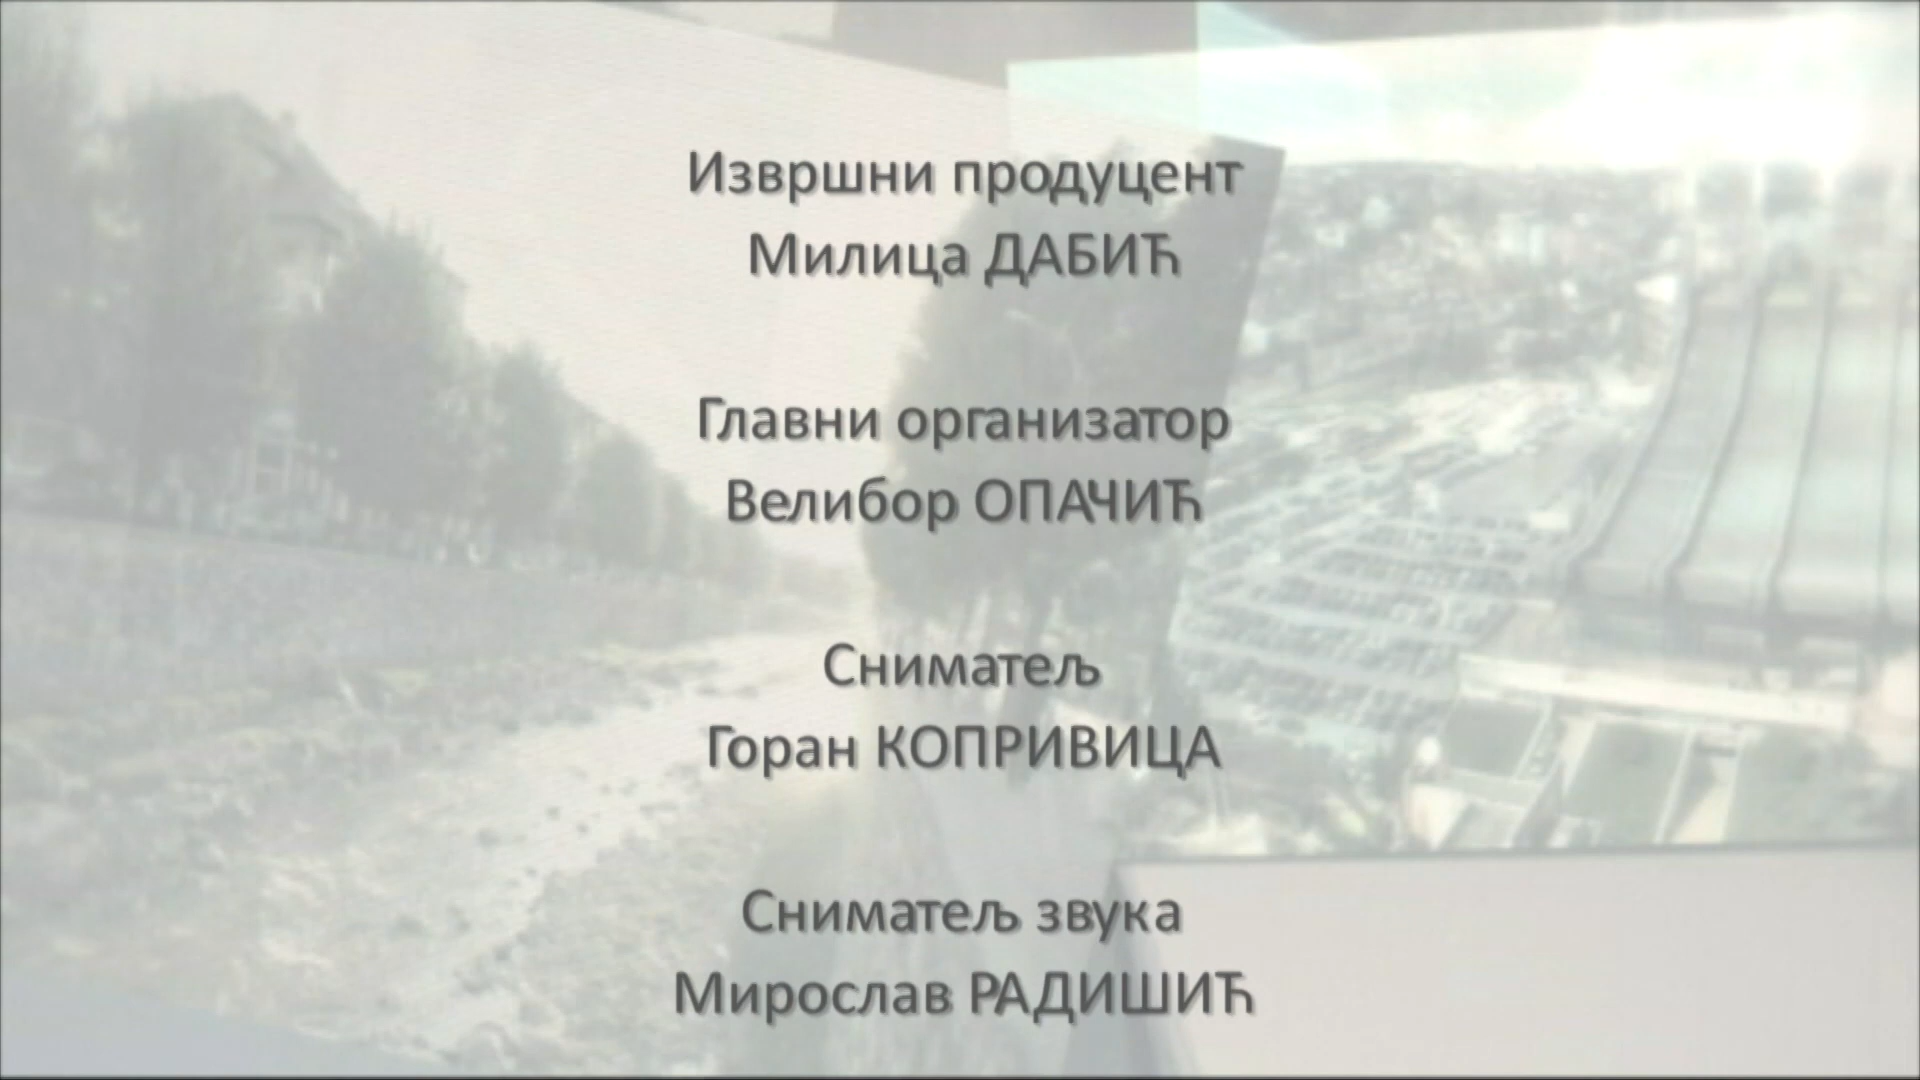 Извршни продуцент
Милица ДАБИЋ
Главни организатор
Велибор ОПАЧИЋ
Сниматељ
Горан КОПРИВИЦА
Сниматељ звука
Мирослав РАДИШИЋ